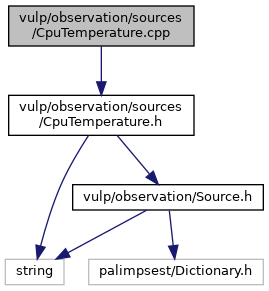 vulp/observation/sources
/CpuTemperature.cpp
vulp/observation/sources
/CpuTemperature.h
vulp/observation/Source.h
string
palimpsest/Dictionary.h